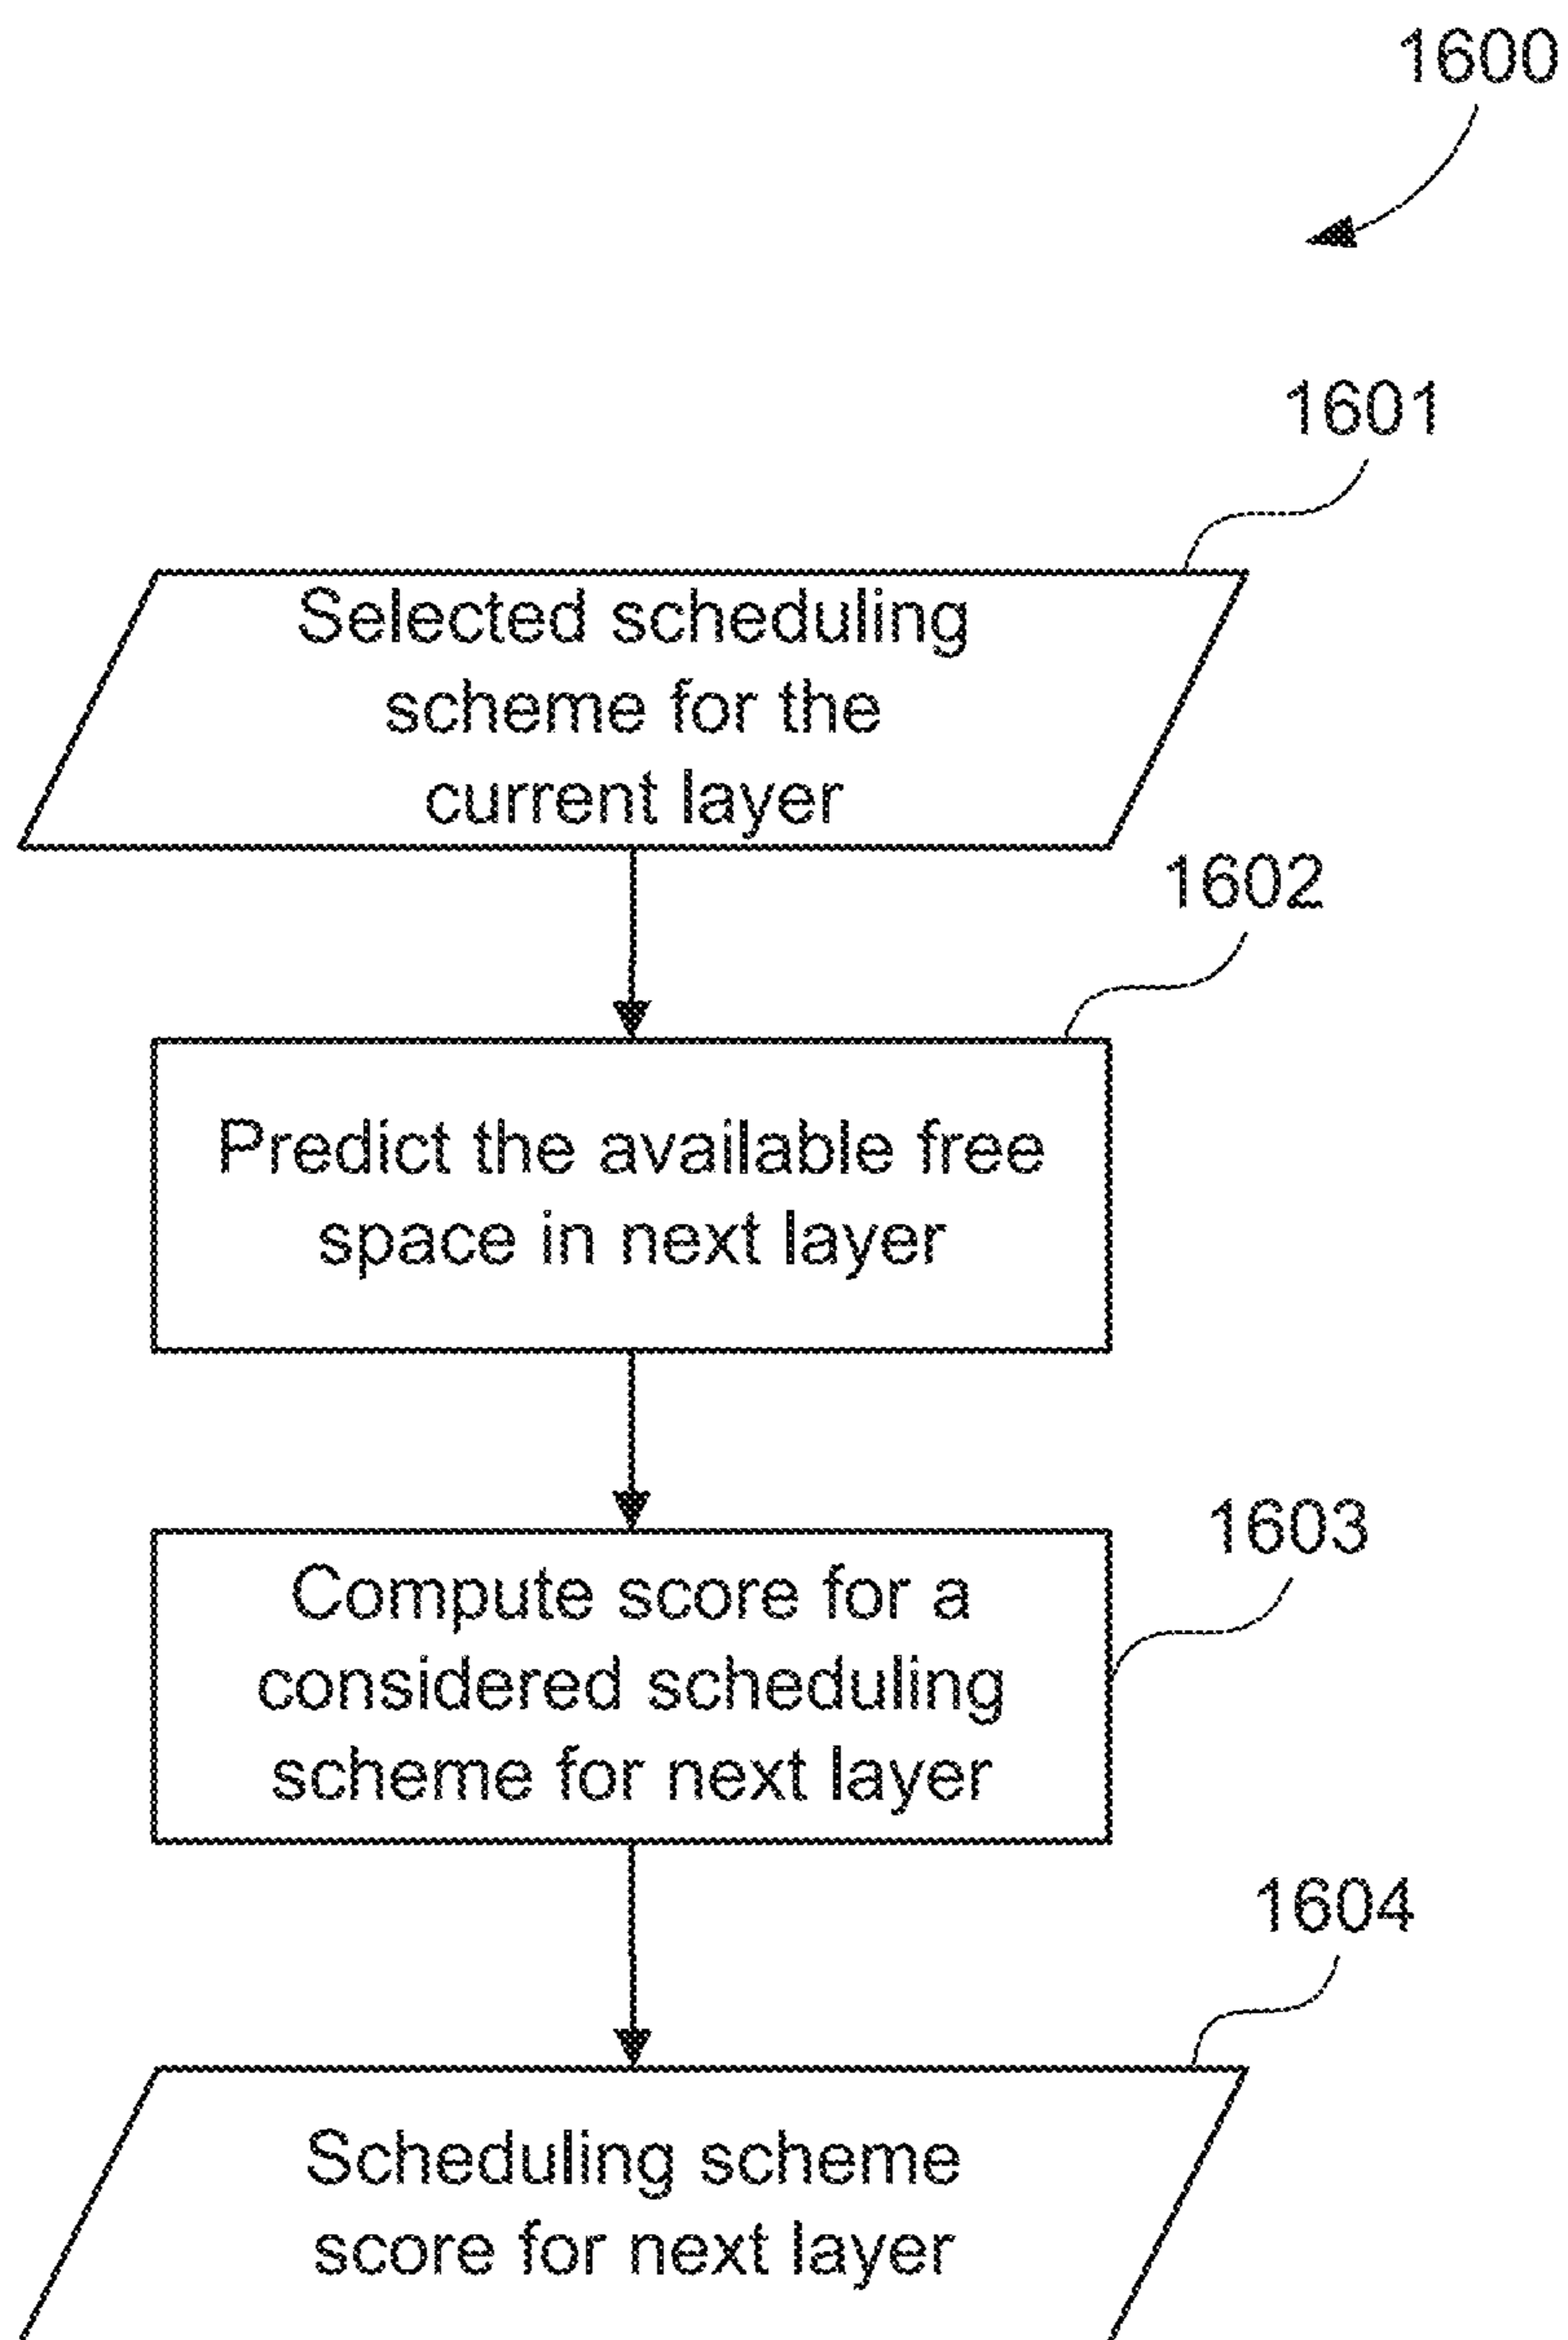 1600
1601
Selected scheduling
scheme for the
current layer
1602
Predict the available free
space in next layer
1603
Compute score for a
considered scheduling
scheme for next layer
1604
Scheduling scheme
score for next layer